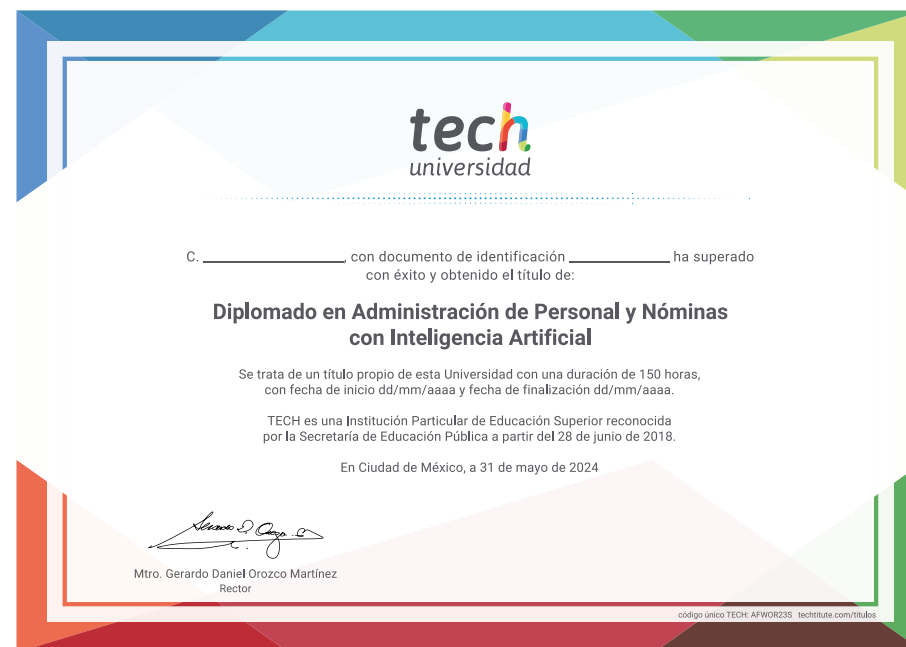 tech
universidad
C. ____________, con documento de identificación ____________ ha superado
con éxito y obtenido el título de:
Diplomado en Administración de Personal y Nóminas
con Inteligencia Artificial
Se trata de un título propio de esta Universidad con una duración de 150 horas,
con fecha de inicio dd/mm/aaaa y fecha de finalización dd/mm/aaaa.
TECH es una Institución Particular de Educación Superior reconocida
por la Secretaría de Educación Pública a partir del 28 de junio de 2018.
En Ciudad de México, a 31 de mayo de 2024
Mtro. Gerardo Daniel Orozco Martínez
Rector
código único TECH: AFWOR23S techtitute.com/titulos